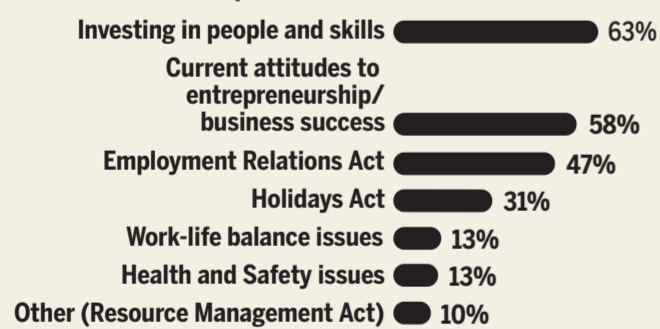 Investing in people and skills 63%
Current attitudes to
entrepreneurship/
business success 58%
Employment Relations Act 47%
Holidays Act 31%
Work-life balance issues 13%
Health and Safety issues 13%
Other (Resource Management Act) 10%